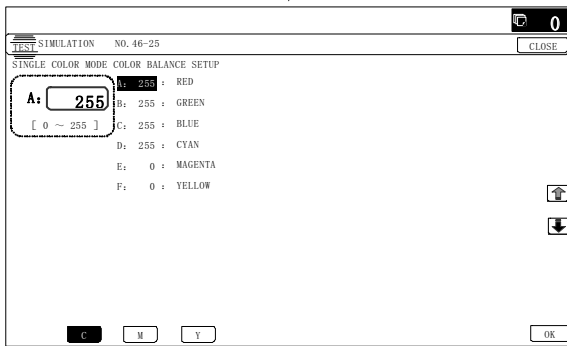 0
TEST SIMULATION NO.46-25
CLOSE
SINGLE COLOR MODE COLOR BALANCE SETUP
A: 255
[ 0 ~ 255 ]
A: 255 : RED
B: 255 : GREEN
C: 255 : BLUE
D: 255 : CYAN
E: 0 : MAGENTA
F: 0 : YELLOW
C M Y OK